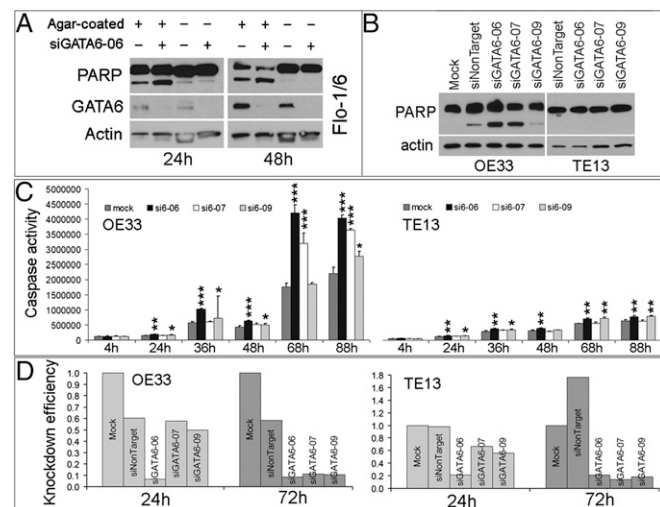 A
Agar-coated + + – – + + – –
siGATA6-06 – + – + – + – +
PARP
GATA6
Actin
24h 48h
Flo-1/6
B
Mock
siNonTarget
siGATA6-06
siGATA6-07
siGATA6-09
siNonTarget
siGATA6-06
siGATA6-07
siGATA6-09
PARP
actin
OE33 TE13
C
Caspase activity
5000000
4500000
4000000
3500000
3000000
2500000
2000000
1500000
1000000
500000
0
mock si6-06 si6-07 si6-09
OE33
** * *** * *** * *** *** *** *** *
4h 24h 36h 48h 68h 88h
mock si6-06 si6-07 si6-09
TE13
** * ** * ** ** ** ** **
4h 24h 36h 48h 68h 88h
D
Knockdown efficiency
1.0
0.9
0.8
0.7
0.6
0.5
0.4
0.3
0.2
0.1
0.0
OE33
Mock
siNonTarget
siGATA6-06
siGATA6-07
siGATA6-09
24h
Mock
siNonTarget
siGATA6-06
siGATA6-07
siGATA6-09
72h
1.8
1.6
1.4
1.2
1.0
0.8
0.6
0.4
0.2
0.0
TE13
Mock
siNonTarget
siGATA6-06
siGATA6-07
siGATA6-09
24h
Mock
siNonTarget
siGATA6-06
siGATA6-07
siGATA6-09
72h